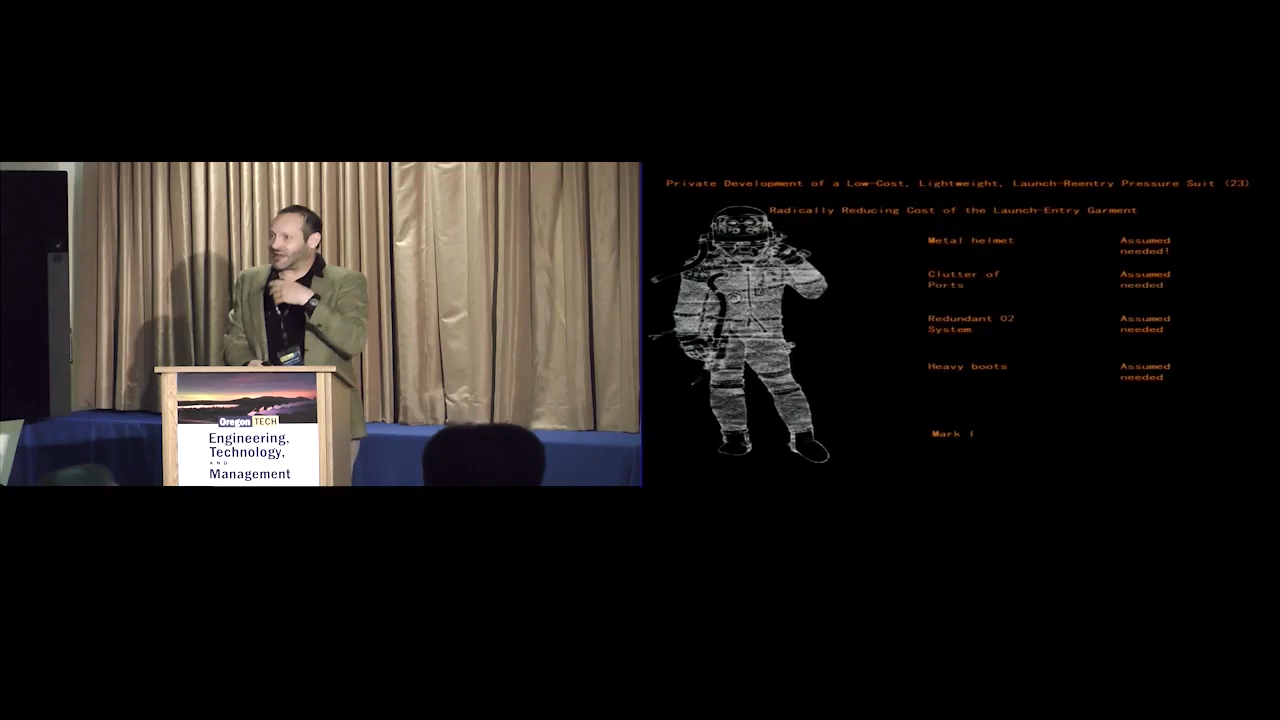 Oregon TECH
Engineering,
Technology,
AND
Management
Private Development of a Low-Cost, Lightweight, Launch-Reentry Pressure Suit (23)
Radically Reducing Cost of the Launch-Entry Garment
Metal helmet
Assumed
needed!
Clutter of
Ports
Assumed
needed
Redundant O2
System
Assumed
needed
Heavy boots
Assumed
needed
Mark I